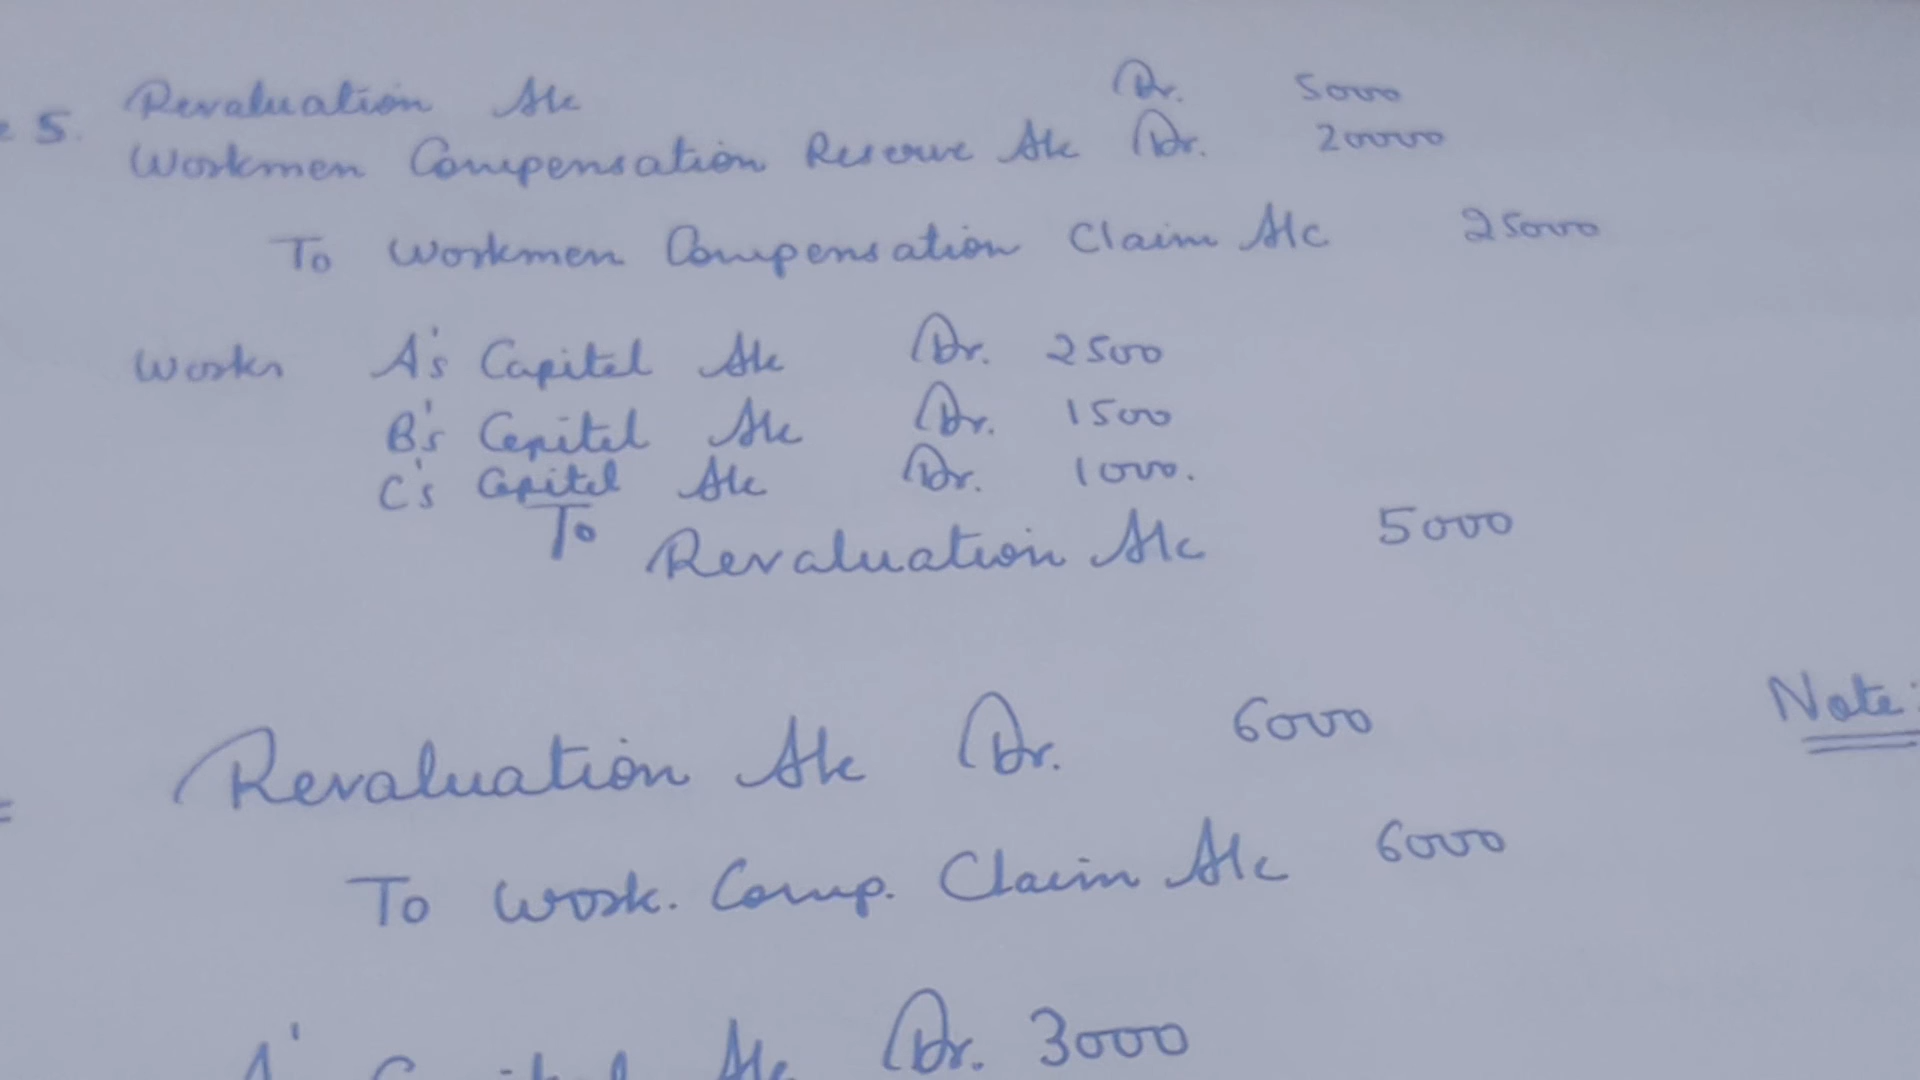 5. Revaluation A/c Dr. 5000
Workmen Compensation Reserve A/c Dr. 20000
To Workmen Compensation Claim A/c 25000
A's Capital A/c Dr. 2500
B's Capital A/c Dr. 1500
C's Capital A/c Dr. 1000.
To Revaluation A/c 5000
Note:
Revaluation A/c Dr. 6000
To Work. Comp. Claim A/c 6000
A's Capital A/c Dr. 3000